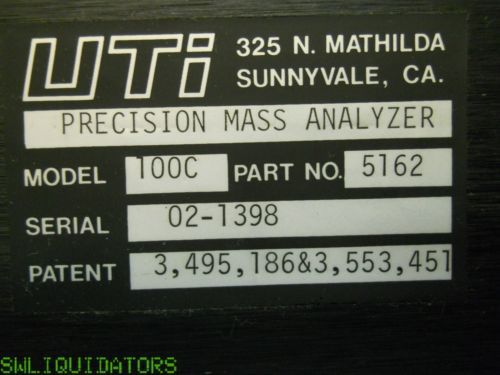 UTi
325 N. MATHILDA
SUNNYVALE, CA.
PRECISION MASS ANALYZER
MODEL 100C PART NO. 5162
SERIAL 02-1398
PATENT 3,495,186&3,553,451
SWLIQUIDATORS